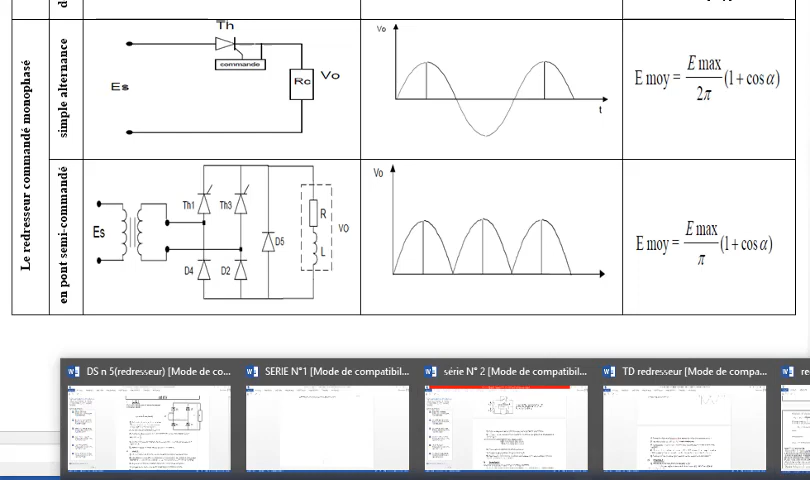 Le redresseur commandé monophasé
simple alternance
Th
commande
Es
Rc
Vo
Vo
t
E moy = E max / 2π (1 + cos α)
en pont semi-commandé
Es
Th1
Th3
D5
R
L
VO
D4
D2
Vo
E moy = E max / π (1 + cos α)
DS n 5(redresseur) [Mode de co...
SERIE N°1 [Mode de compatibil...
série N° 2 [Mode de compatibil...
TD redresseur [Mode de compa...
re